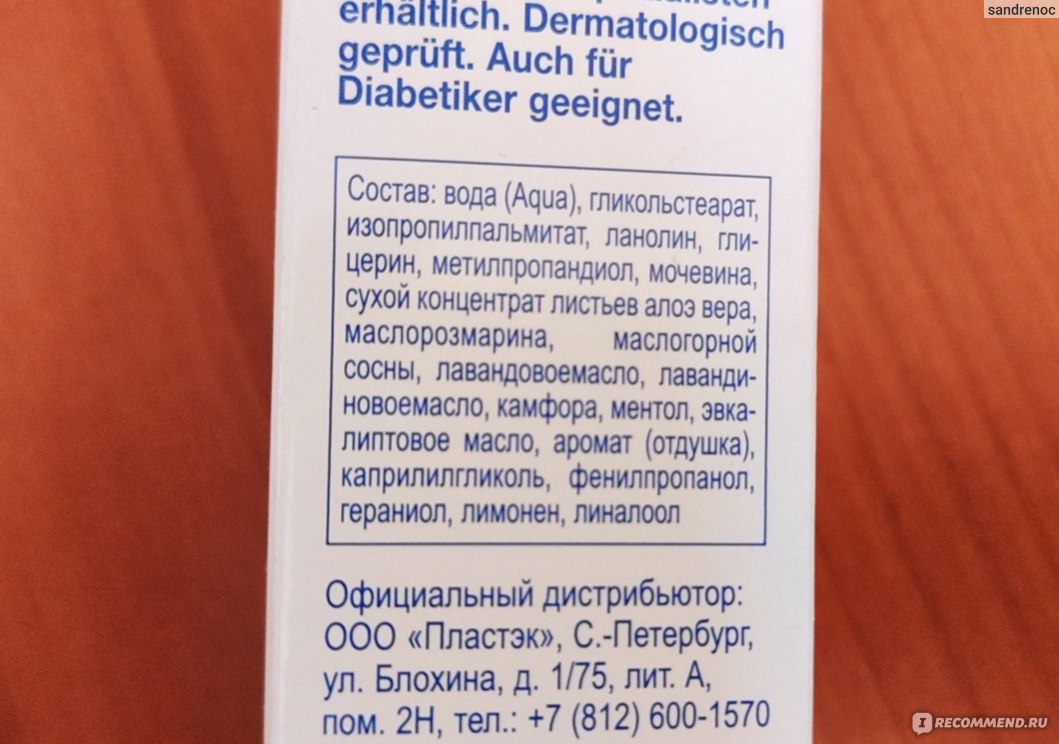 sandrenoc
erhältlich. Dermatologisch
geprüft. Auch für
Diabetiker geeignet.
Состав: вода (Aqua), гликольстеарат,
изопропилпальмитат, ланолин, гли-
церин, метилпропандиол, мочевина,
сухой концентрат листьев алоэ вера,
маслорозмарина, маслогорной
сосны, лавандовоемасло, лаванди-
новоемасло, камфора, ментол, эвка-
липтовое масло, аромат (отдушка),
каприлилгликоль, фенилпропанол,
гераниол, лимонен, линалоол
Официальный дистрибьютор:
ООО «Пластэк», С.-Петербург,
ул. Блохина, д. 1/75, лит. А,
пом. 2Н, тел.: +7 (812) 600-1570
I RECOMMEND.RU